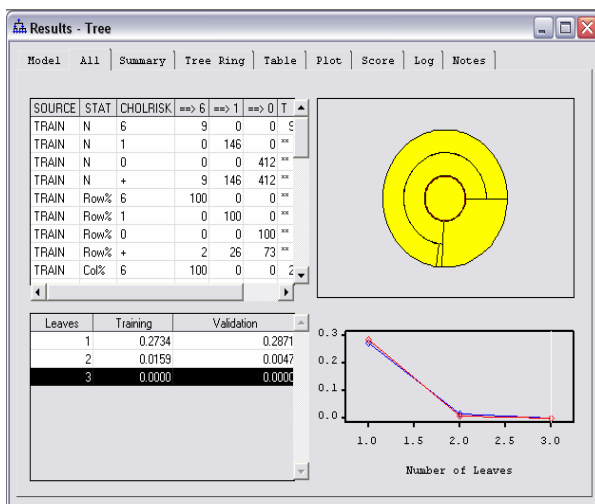 Results - Tree
Model All Summary Tree Ring Table Plot Score Log Notes
SOURCE STAT CHOLRISK ==> 6 ==> 1 ==> 0 T
TRAIN N 6 9 0 0
TRAIN N 1 0 146 0 **
TRAIN N 0 0 0 412 **
TRAIN N + 9 146 412 **
TRAIN Row% 6 100 0 0 **
TRAIN Row% 1 0 100 0 **
TRAIN Row% 0 0 0 100 **
TRAIN Row% + 2 26 73 **
TRAIN Col% 6 100 0 0
Leaves Training Validation
1 0.2734 0.2871
2 0.0159 0.0047
3 0.0000 0.0000
0.3
0.2
0.1
0.0
1.0 1.5 2.0 2.5 3.0
Number of Leaves